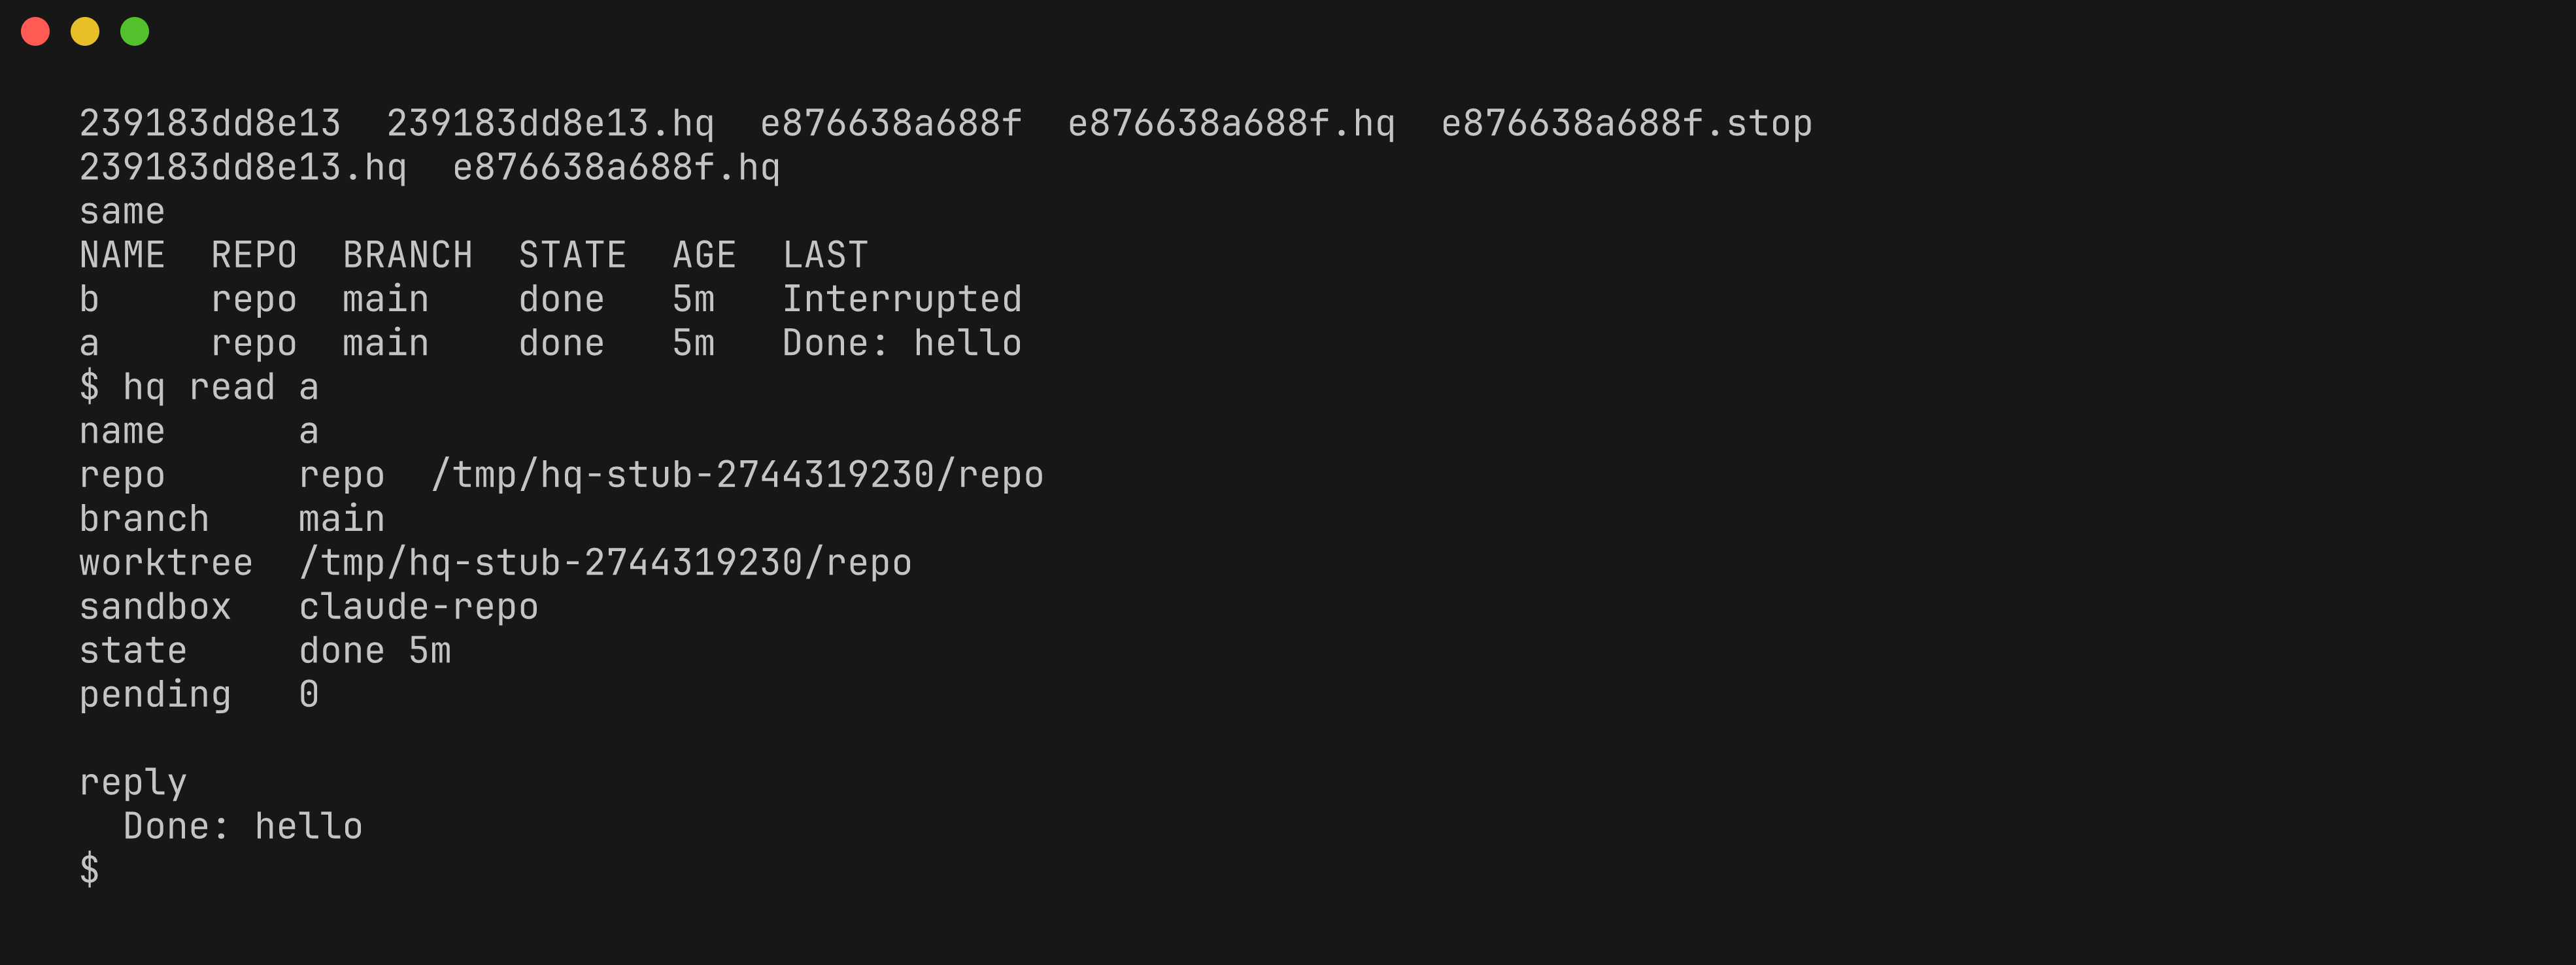 239183dd8e13  239183dd8e13.hq  e876638a688f  e876638a688f.hq  e876638a688f.stop
239183dd8e13.hq  e876638a688f.hq
same
NAME  REPO  BRANCH  STATE  AGE  LAST
b     repo  main    done   5m   Interrupted
a     repo  main    done   5m   Done: hello
$ hq read a
name      a
repo      repo  /tmp/hq-stub-2744319230/repo
branch    main
worktree  /tmp/hq-stub-2744319230/repo
sandbox   claude-repo
state     done 5m
pending   0

reply
  Done: hello
$